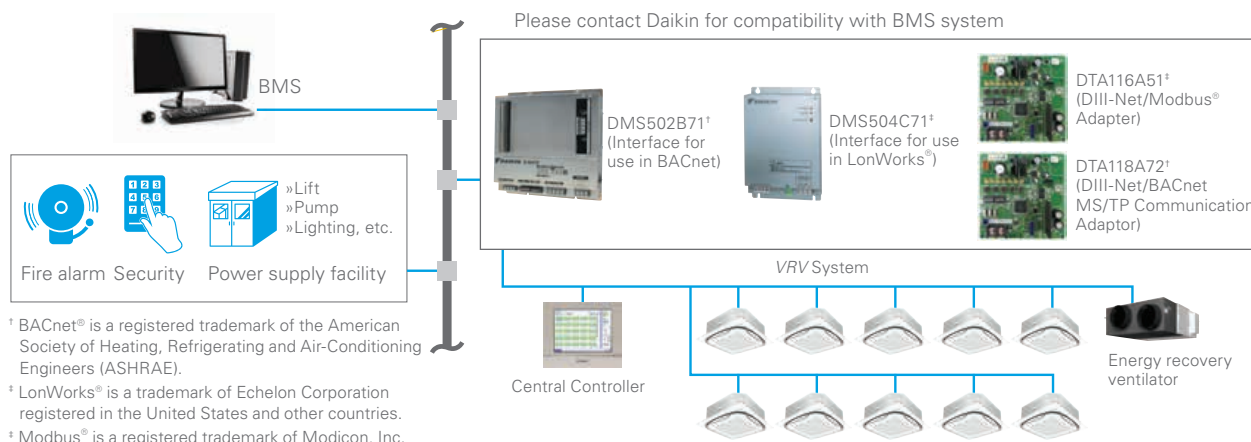 Please contact Daikin for compatibility with BMS system
BMS
DMS502B71†
(Interface for
use in BACnet)
DMS504C71‡
(Interface for use
in LonWorks®)
DTA116A51‡
(DIII-Net/Modbus®
Adapter)
DTA118A72†
(DIII-Net/BACnet
MS/TP Communication
Adaptor)
»Lift
»Pump
»Lighting, etc.
Fire alarm
Security
Power supply facility
VRV System
Central Controller
Energy recovery
ventilator
† BACnet® is a registered trademark of the American
Society of Heating, Refrigerating and Air-Conditioning
Engineers (ASHRAE).
‡ LonWorks® is a trademark of Echelon Corporation
registered in the United States and other countries.
‡ Modbus® is a registered trademark of Modicon, Inc.